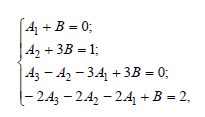 A₁ + B = 0;
A₂ + 3B = 1;
A₃ - A₂ - 3A₁ + 3B = 0;
- 2A₃ - 2A₂ - 2A₁ + B = 2,